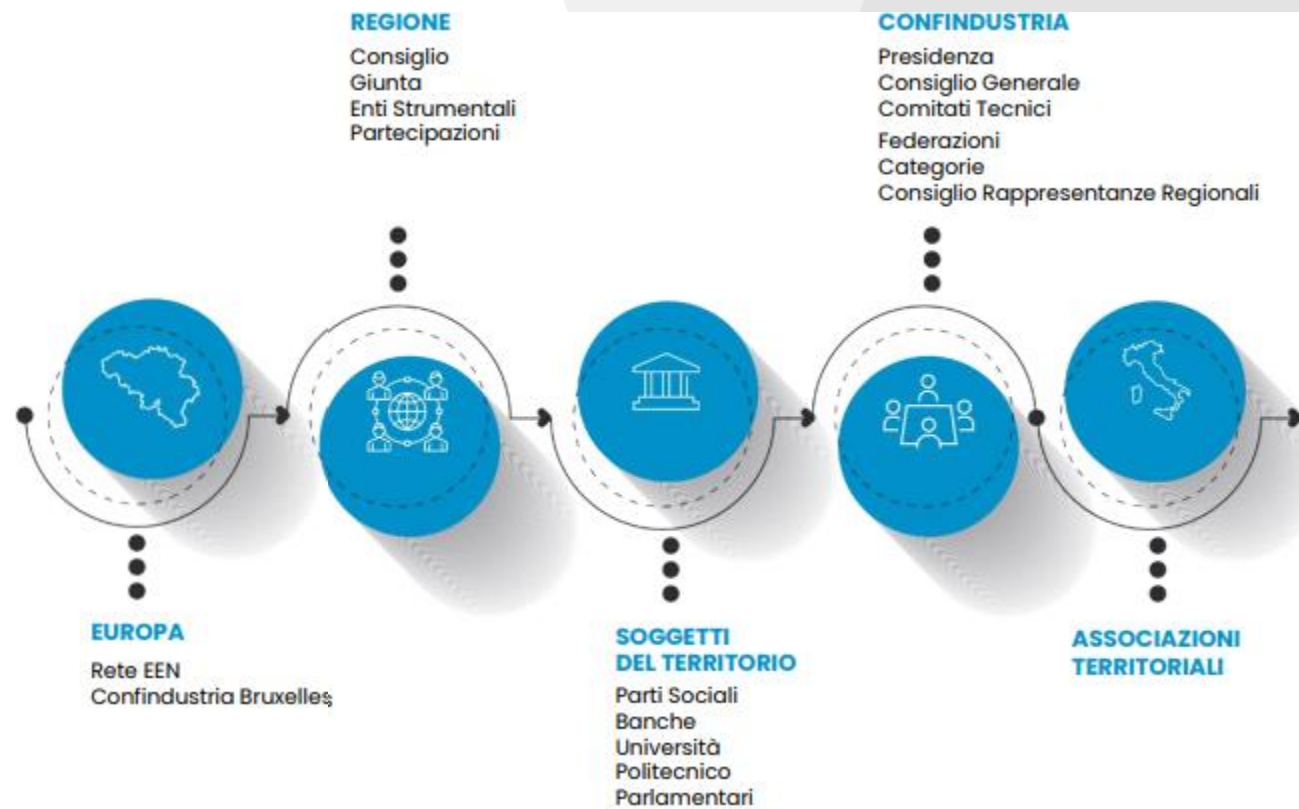 REGIONE
Consiglio
Giunta
Enti Strumentali
Partecipazioni
CONFINDUSTRIA
Presidenza
Consiglio Generale
Comitati Tecnici
Federazioni
Categorie
Consiglio Rappresentanze Regionali
EUROPA
Rete EEN
Confindustria Bruxelles
SOGGETTI
DEL TERRITORIO
Parti Sociali
Banche
Università
Politecnico
Parlamentari
ASSOCIAZIONI
TERRITORIALI